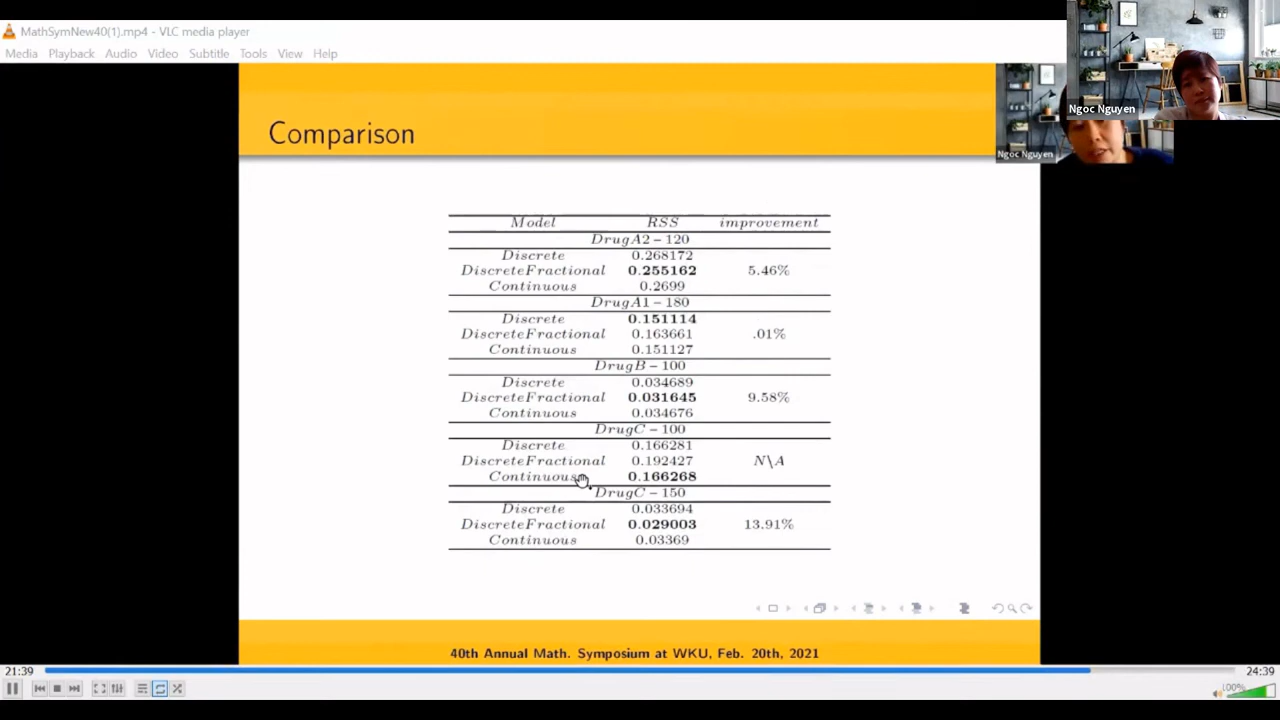 MathSymNew40(1).mp4 - VLC media player
Media Playback Audio Video Subtitle Tools View Help
Ngoc Nguyen
Ngoc Nguyen
Comparison
Model RSS improvement
DrugA2 - 120
Discrete 0.268172
DiscreteFractional 0.255162 5.46%
Continuous 0.2699
DrugA1 - 180
Discrete 0.151114
DiscreteFractional 0.163661 .01%
Continuous 0.151127
DrugB - 100
Discrete 0.034689
DiscreteFractional 0.031645 9.58%
Continuous 0.034676
DrugC - 100
Discrete 0.166281
DiscreteFractional 0.192427 N\A
Continuous 0.166268
DrugC - 150
Discrete 0.033694
DiscreteFractional 0.029003 13.91%
Continuous 0.03369
40th Annual Math. Symposium at WKU, Feb. 20th, 2021
21:39 24:39
100%